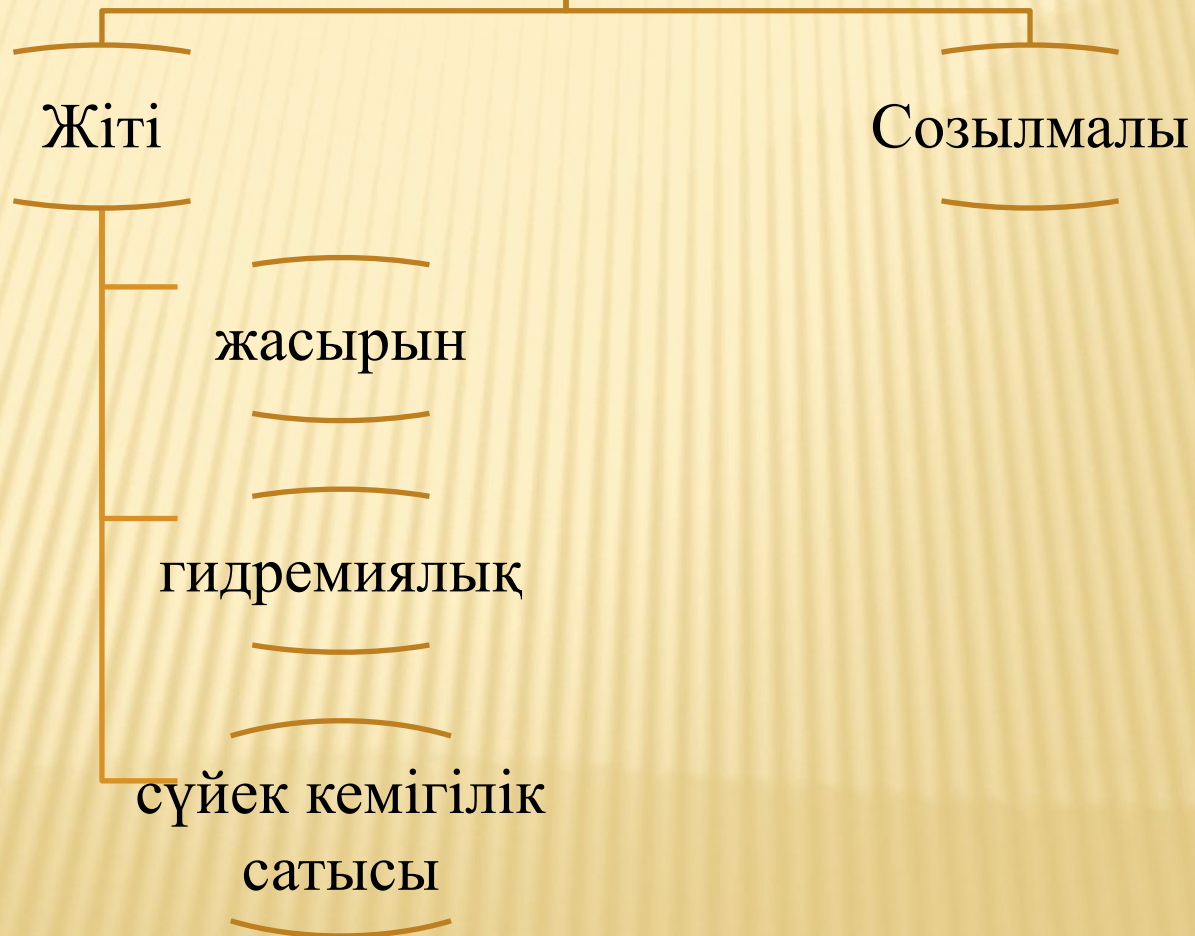 Жіті
Созылмалы
жасырын
гидремиялық
сүйек кемігілік
сатысы